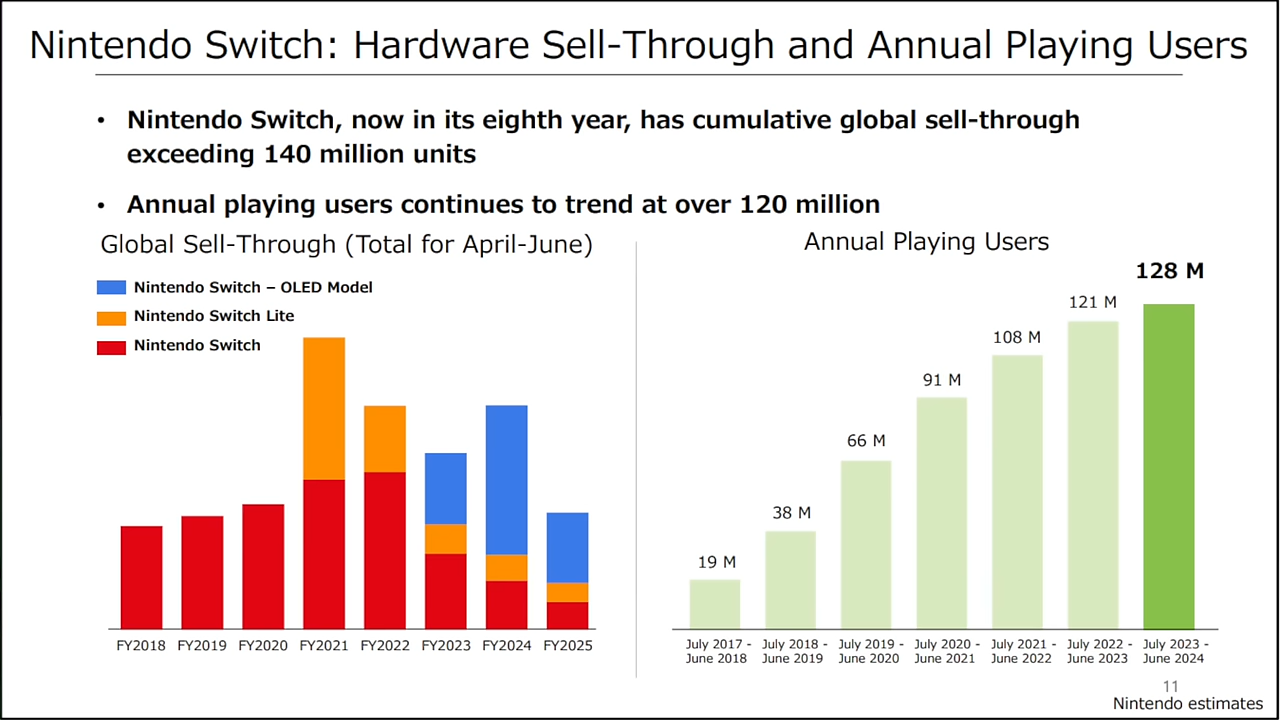 Nintendo Switch: Hardware Sell-Through and Annual Playing Users
• Nintendo Switch, now in its eighth year, has cumulative global sell-through
exceeding 140 million units
• Annual playing users continues to trend at over 120 million
Global Sell-Through (Total for April-June)
Nintendo Switch – OLED Model
Nintendo Switch Lite
Nintendo Switch
FY2018 FY2019 FY2020 FY2021 FY2022 FY2023 FY2024 FY2025
Annual Playing Users
19 M
38 M
66 M
91 M
108 M
121 M
128 M
July 2017 - July 2018 - July 2019 - July 2020 - July 2021 - July 2022 - July 2023 -
June 2018 June 2019 June 2020 June 2021 June 2022 June 2023 June 2024
11
Nintendo estimates